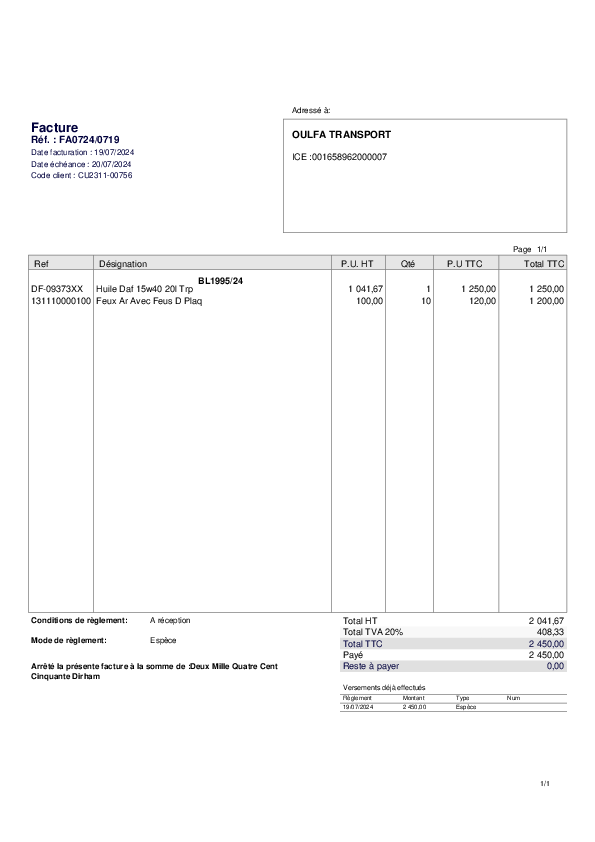 Adressé à:
Facture
Réf. : FA0724/0719
Date facturation : 19/07/2024
Date échéance : 20/07/2024
Code client : CU2311-00756
OULFA TRANSPORT
ICE :001658962000007
Page 1/1
Ref Désignation P.U. HT Qté P.U TTC Total TTC
BL1995/24
DF-09373XX Huile Daf 15w40 20l Trp 1 041,67 1 1 250,00 1 250,00
131110000100 Feux Ar Avec Feus D Plaq 100,00 10 120,00 1 200,00
Conditions de règlement: A réception
Mode de règlement: Espèce
Arrêté la présente facture à la somme de :Deux Mille Quatre Cent
Cinquante Dirham
Total HT 2 041,67
Total TVA 20% 408,33
Total TTC 2 450,00
Payé 2 450,00
Reste à payer 0,00
Versements déjà effectués
Règlement Montant Type Num
19/07/2024 2 450,00 Espèce
1/1